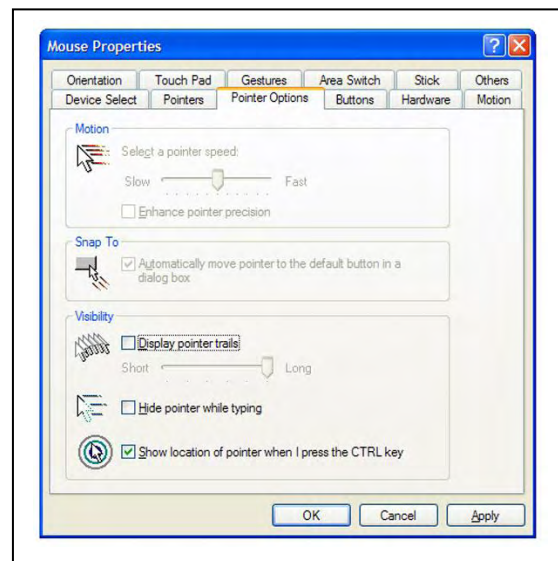 Mouse Properties
Orientation Touch Pad Gestures Area Switch Stick Others
Device Select Pointers Pointer Options Buttons Hardware Motion
Motion
Select a pointer speed:
Slow Fast
Enhance pointer precision
Snap To
Automatically move pointer to the default button in a
dialog box
Visibility
Display pointer trails
Short Long
Hide pointer while typing
Show location of pointer when I press the CTRL key
OK Cancel Apply